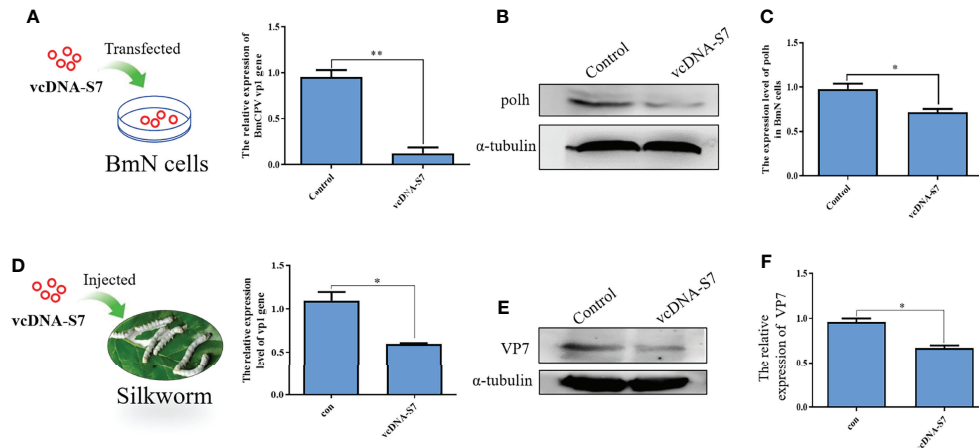 A
Transfected
vcDNA-S7
BmN cells
The relative expression of
BmCPV vp1 gene
1.5
1.0
0.5
0.0
**
Control
vcDNA-S7
B
Control
vcDNA-S7
polh
α-tubulin
C
The expression level of polh
in BmN cells
1.5
1.0
0.5
0.0
*
Control
vcDNA-S7
D
Injected
vcDNA-S7
Silkworm
Therelative expression
level of vp1 gene
1.5
1.0
0.5
0.0
*
con
vcDNA-S7
E
Control
vcDNA-S7
VP7
α-tubulin
F
The relative
expression of VP7
1.5
1.0
0.5
0.0
*
con
vcDNA-S7